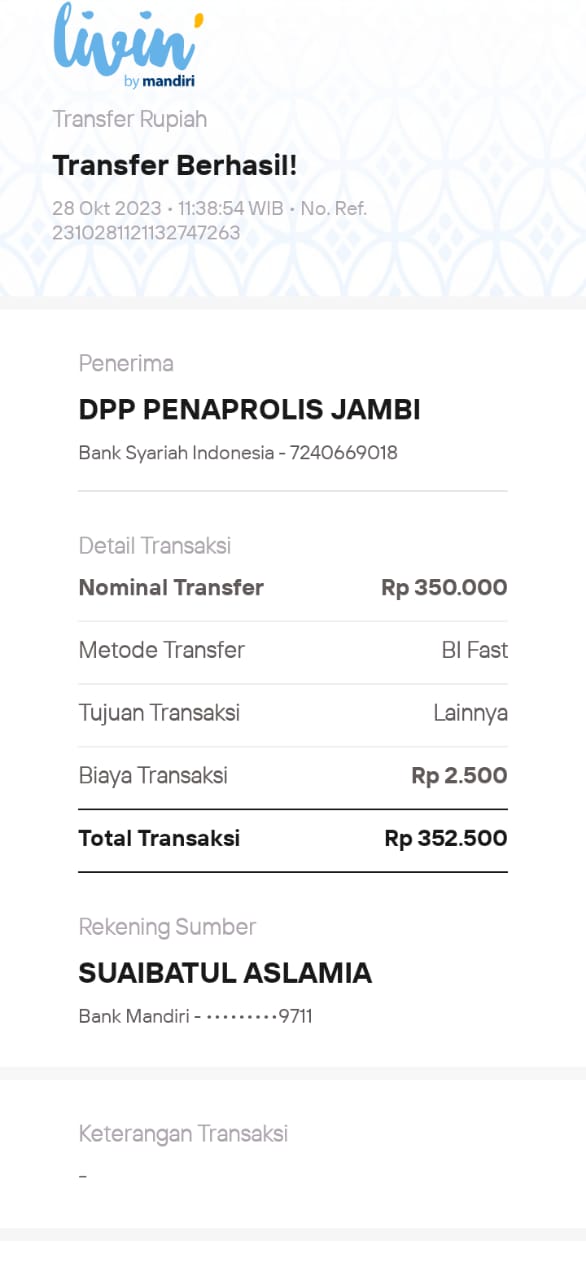 livin'
by mandiri
Transfer Rupiah
Transfer Berhasil!
28 Okt 2023 • 11:38:54 WIB • No. Ref.
2310281121132747263
Penerima
DPP PENAPROLIS JAMBI
Bank Syariah Indonesia - 7240669018
Detail Transaksi
Nominal Transfer Rp 350.000
Metode Transfer BI Fast
Tujuan Transaksi Lainnya
Biaya Transaksi Rp 2.500
Total Transaksi Rp 352.500
Rekening Sumber
SUAIBATUL ASLAMIA
Bank Mandiri - •••••••••9711
Keterangan Transaksi
-